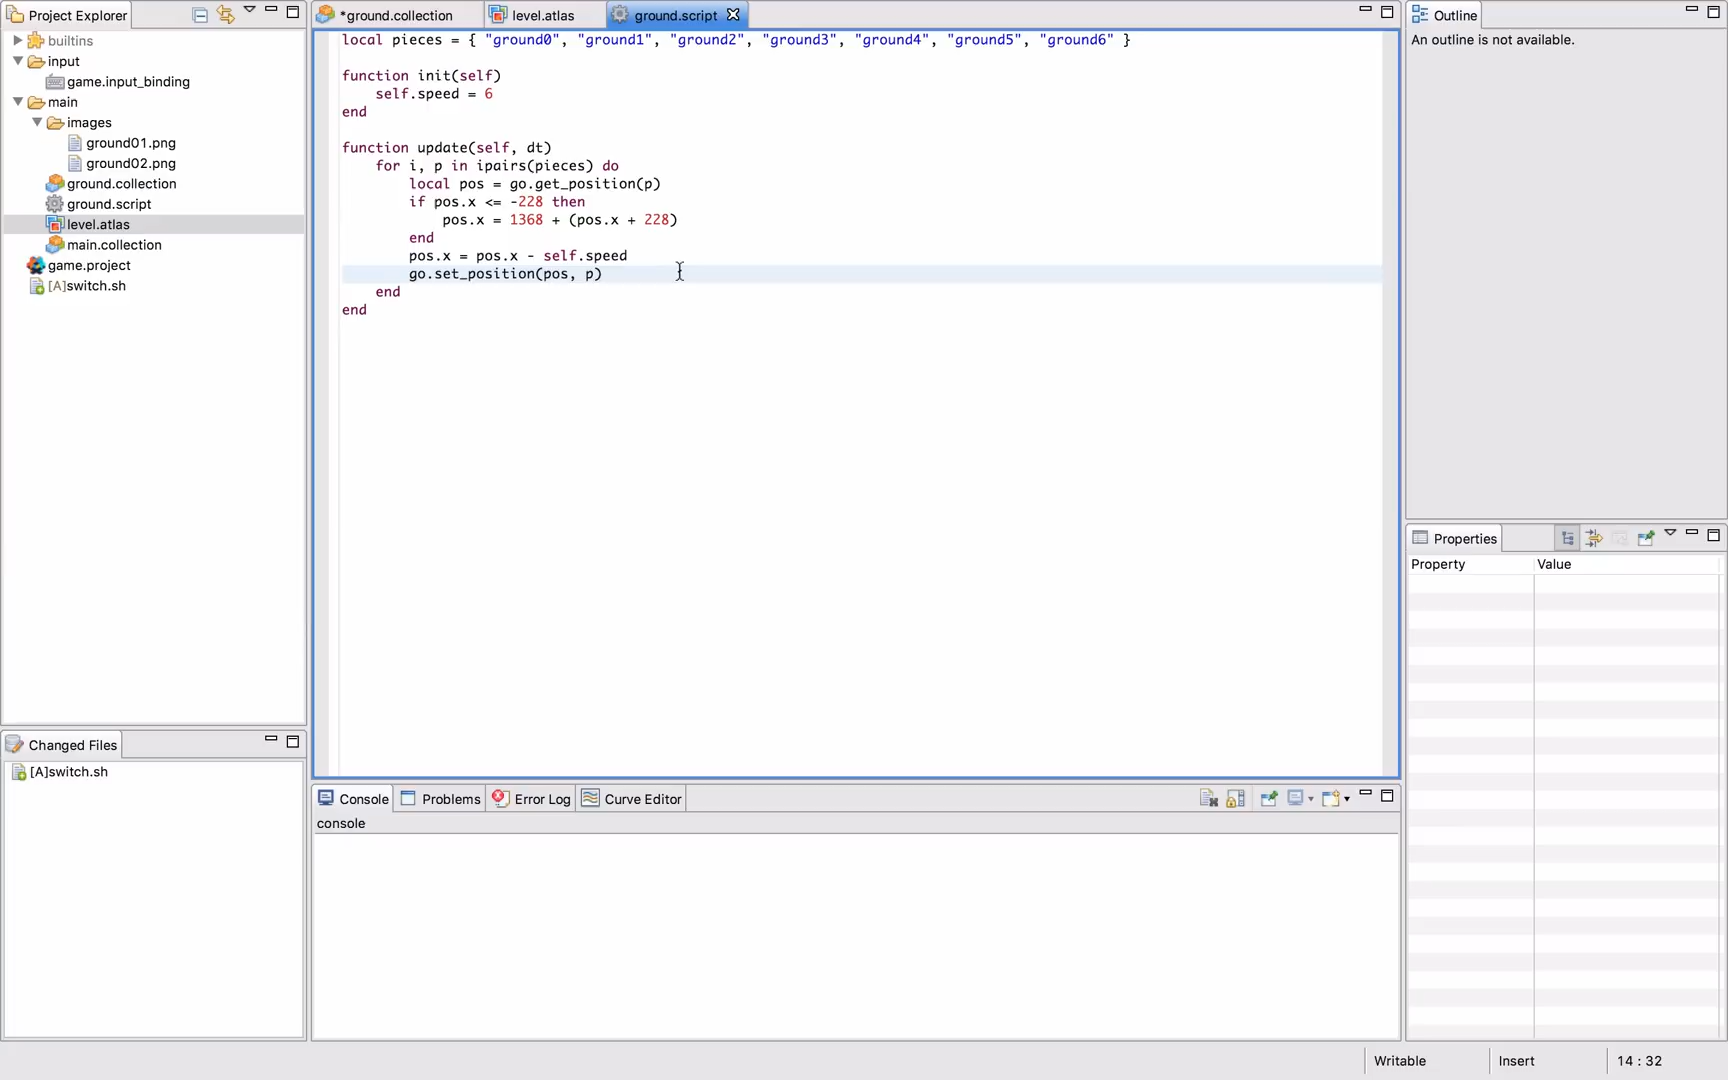 Project Explorer
builtins
input
game.input_binding
main
images
ground01.png
ground02.png
ground.collection
ground.script
level.atlas
main.collection
game.project
[A]switch.sh
Changed Files
[A]switch.sh
*ground.collection
level.atlas
ground.script
local pieces = { "ground0", "ground1", "ground2", "ground3", "ground4", "ground5", "ground6" }
function init(self)
self.speed = 6
end
function update(self, dt)
for i, p in ipairs(pieces) do
local pos = go.get_position(p)
if pos.x <= -228 then
pos.x = 1368 + (pos.x + 228)
end
pos.x = pos.x - self.speed
go.set_position(pos, p)
end
end
Console
Problems
Error Log
Curve Editor
console
Outline
An outline is not available.
Properties
Property
Value
Writable
Insert
14 : 32